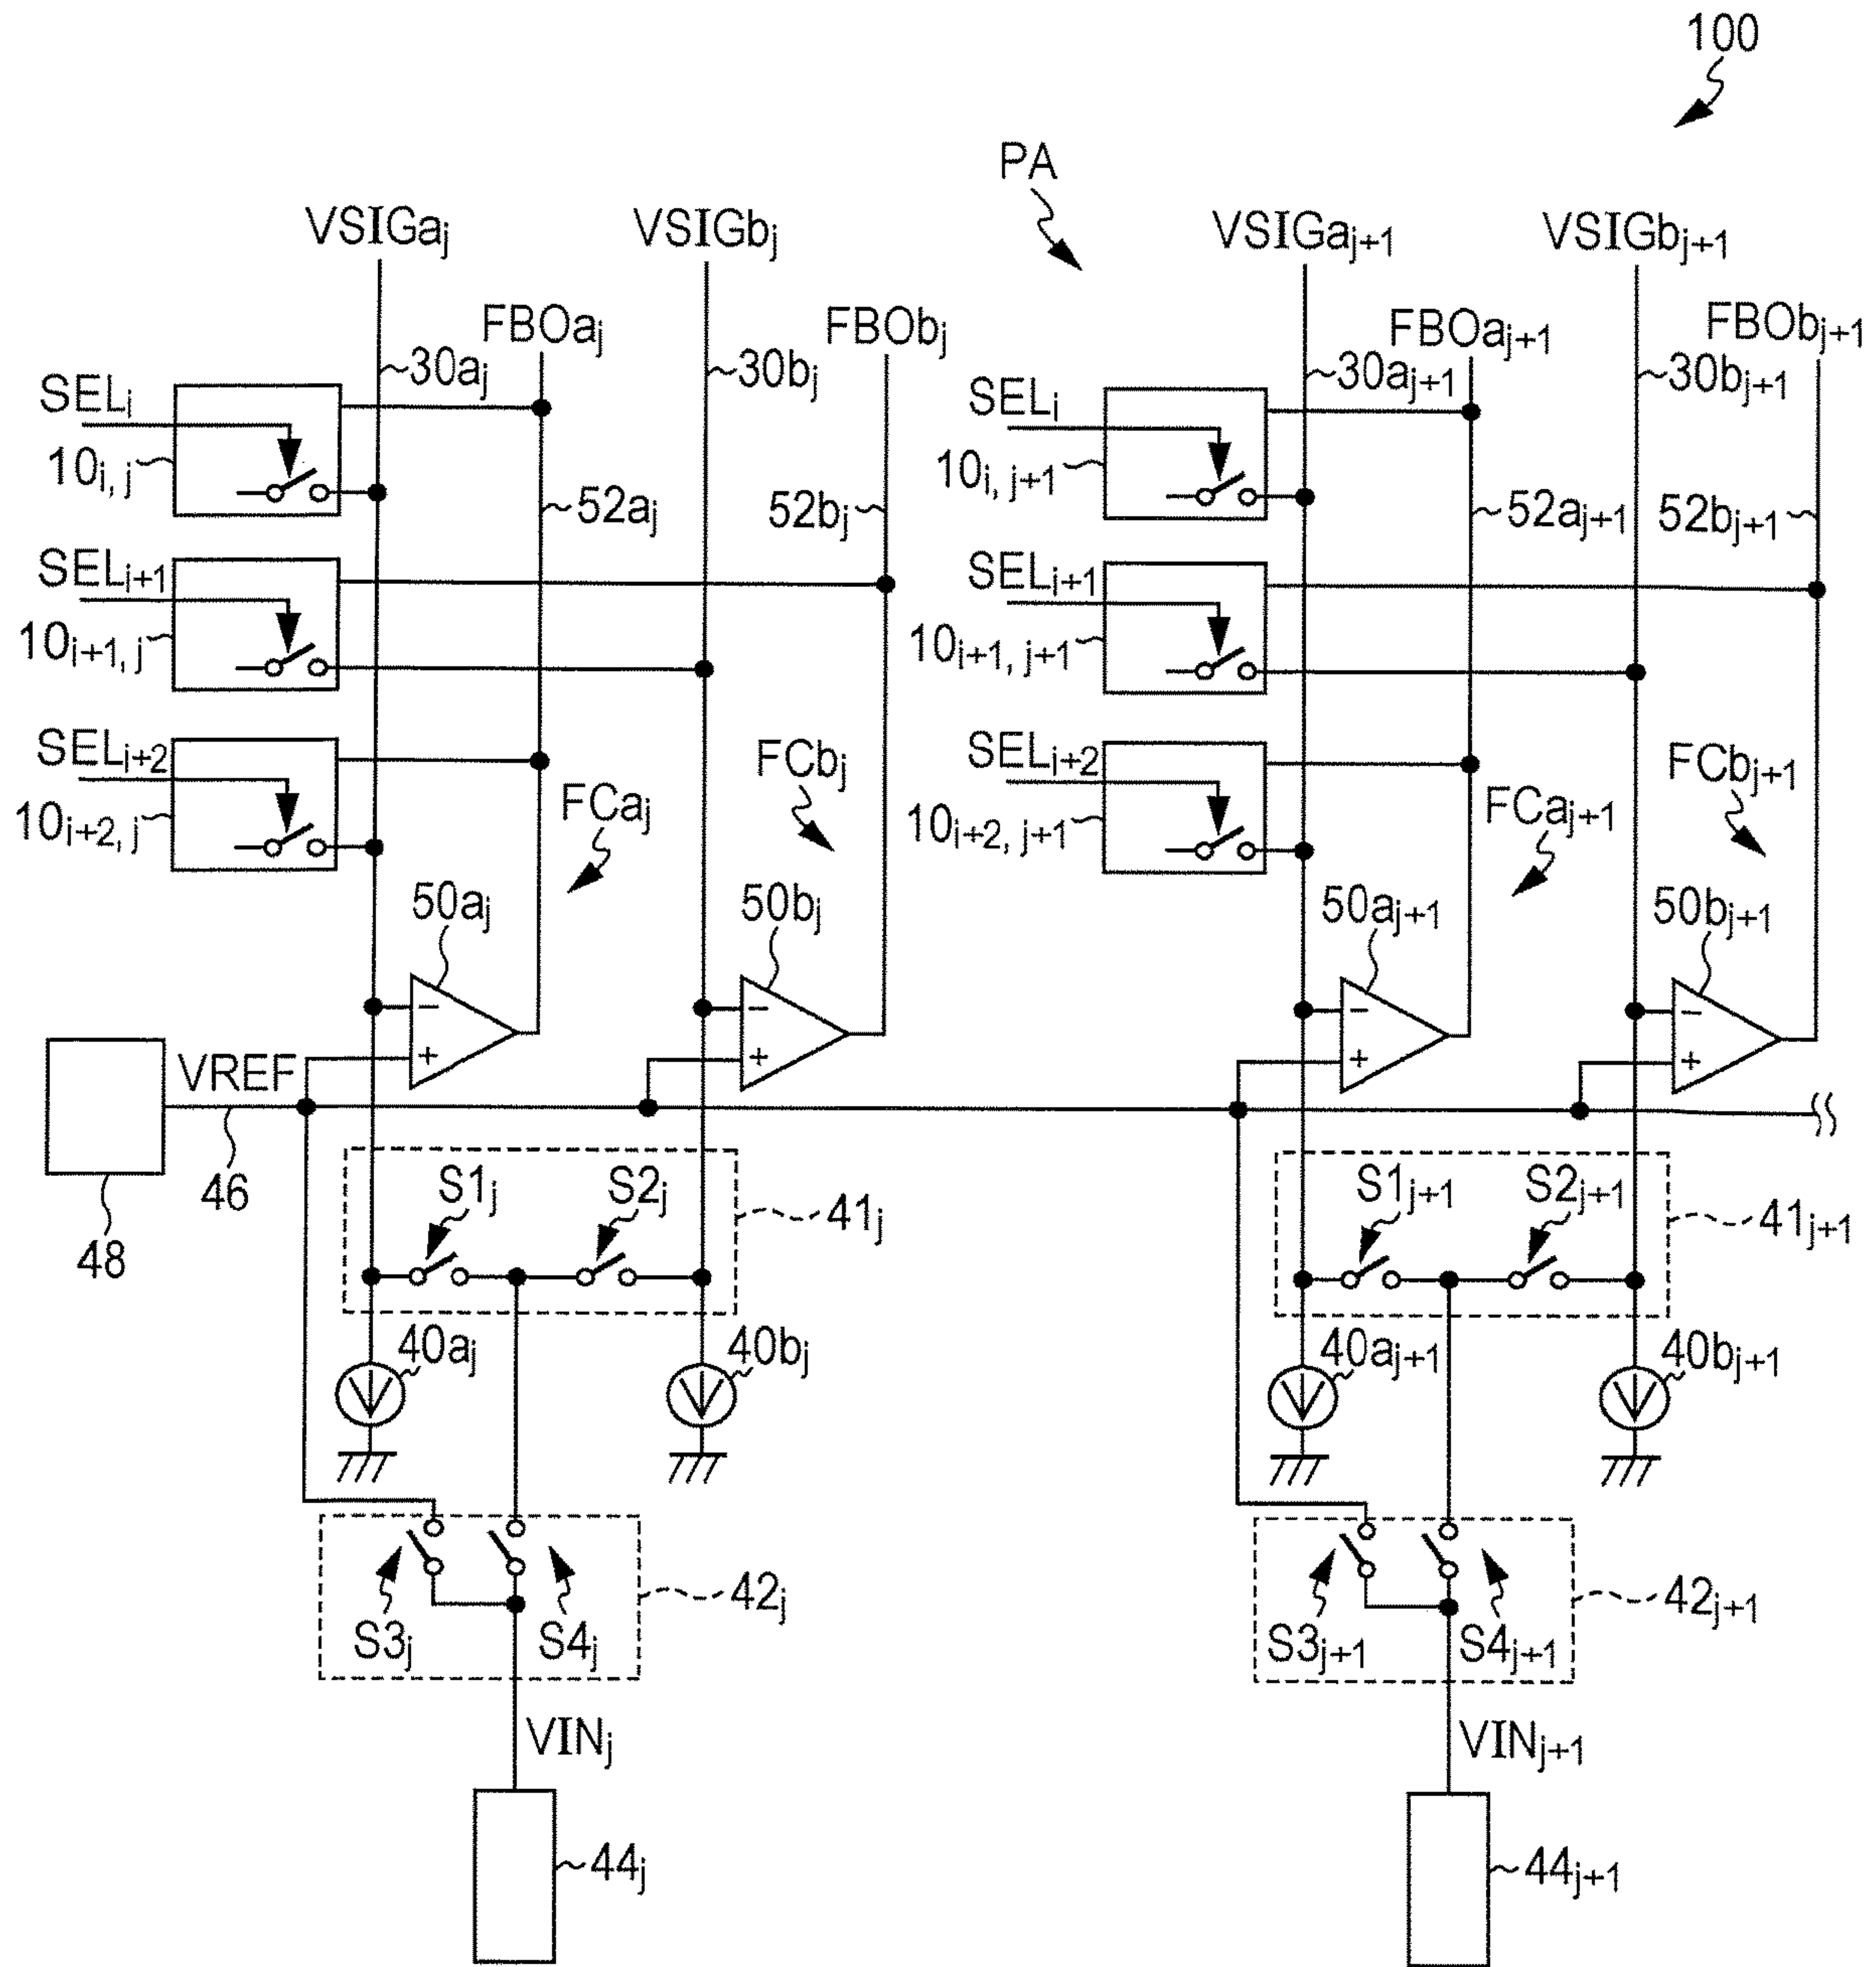 100
PA
VSIGaj VSIGbj VSIGaj+1 VSIGbj+1
FBOaj FBObj FBOaj+1 FBObj+1
30aj 30bj 30aj+1 30bj+1
SELi SELi
10i, j 10i, j+1
52aj 52bj 52aj+1 52bj+1
SELi+1 SELi+1
10i+1, j 10i+1, j+1
SELi+2 FCbj SELi+2 FCbj+1
10i+2, j FCaj 10i+2, j+1 FCaj+1
50aj 50bj 50aj+1 50bj+1
− − − −
+ + + +
VREF
46
48
S1j S2j 41j S1j+1 S2j+1 41j+1
40aj 40bj 40aj+1 40bj+1
42j 42j+1
S3j S4j S3j+1 S4j+1
VINj VINj+1
44j 44j+1